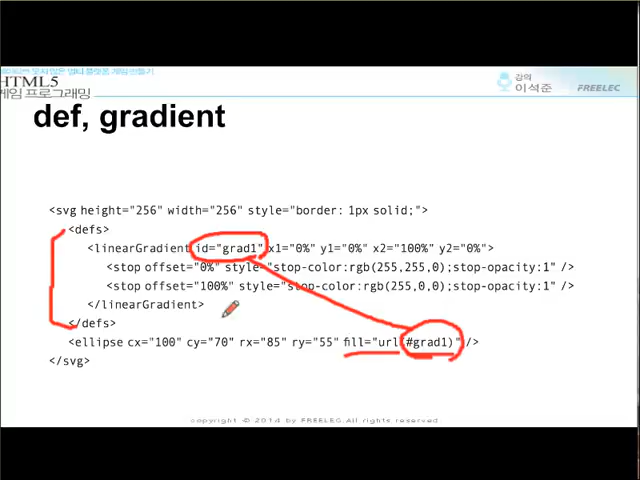 HTML5
게임 프로그래밍
강의
이석준
FREELEC
def, gradient
<svg height="256" width="256" style="border: 1px solid;">
<defs>
<linearGradient id="grad1" x1="0%" y1="0%" x2="100%" y2="0%">
<stop offset="0%" style="stop-color:rgb(255,255,0);stop-opacity:1" />
<stop offset="100%" style="stop-color:rgb(255,0,0);stop-opacity:1" />
</linearGradient>
</defs>
<ellipse cx="100" cy="70" rx="85" ry="55" fill="url(#grad1)" />
</svg>
copyright © 2014 by FREELEC.All rights reserved